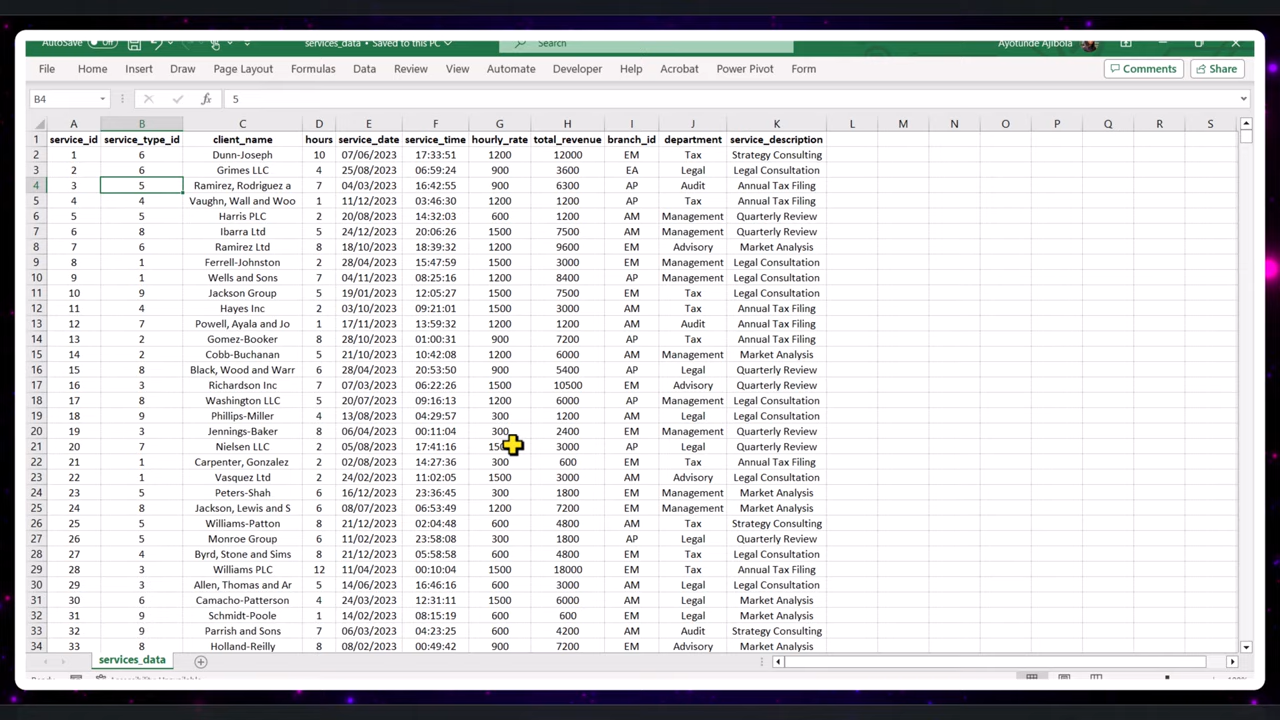 AutoSave Off services_data • Saved to this PC Search Ayotunde Ajibola
File Home Insert Draw Page Layout Formulas Data Review View Automate Developer Help Acrobat Power Pivot Form Comments Share
B4 fx 5
A B C D E F G H I J K L M N O P Q R S
1 service_id service_type_id client_name hours service_date service_time hourly_rate total_revenue branch_id department service_description
2 1 6 Dunn-Joseph 10 07/06/2023 17:33:51 1200 12000 EM Tax Strategy Consulting
3 2 6 Grimes LLC 4 25/08/2023 06:59:24 900 3600 EA Legal Legal Consultation
4 3 5 Ramirez, Rodriguez a 7 04/03/2023 16:42:55 900 6300 AP Audit Annual Tax Filing
5 4 4 Vaughn, Wall and Woo 1 11/12/2023 03:46:30 1200 1200 AP Tax Annual Tax Filing
6 5 5 Harris PLC 2 20/08/2023 14:32:03 600 1200 AM Management Quarterly Review
7 6 8 Ibarra Ltd 5 24/12/2023 20:06:26 1500 7500 AM Management Quarterly Review
8 7 6 Ramirez Ltd 8 18/10/2023 18:39:32 1200 9600 EM Advisory Market Analysis
9 8 1 Ferrell-Johnston 2 28/04/2023 15:47:59 1500 3000 EM Management Legal Consultation
10 9 1 Wells and Sons 7 04/11/2023 08:25:16 1200 8400 AP Management Legal Consultation
11 10 9 Jackson Group 5 19/01/2023 12:05:27 1500 7500 EM Tax Legal Consultation
12 11 4 Hayes Inc 2 03/10/2023 09:21:01 1500 3000 AM Tax Annual Tax Filing
13 12 7 Powell, Ayala and Jo 1 17/11/2023 13:59:32 1200 1200 AM Audit Annual Tax Filing
14 13 2 Gomez-Booker 8 28/10/2023 01:00:31 900 7200 AP Tax Annual Tax Filing
15 14 2 Cobb-Buchanan 5 21/10/2023 10:42:08 1200 6000 AM Management Market Analysis
16 15 8 Black, Wood and Warr 6 28/04/2023 20:53:50 900 5400 AP Legal Quarterly Review
17 16 3 Richardson Inc 7 07/03/2023 06:22:26 1500 10500 EM Advisory Quarterly Review
18 17 8 Washington LLC 5 20/07/2023 09:16:13 1200 6000 AP Management Quarterly Review
19 18 9 Phillips-Miller 4 13/08/2023 04:29:57 300 1200 AM Legal Legal Consultation
20 19 3 Jennings-Baker 8 06/04/2023 00:11:04 300 2400 EM Management Quarterly Review
21 20 7 Nielsen LLC 2 05/08/2023 17:41:16 3000 AP Legal Quarterly Review
22 21 1 Carpenter, Gonzalez 2 02/08/2023 14:27:36 300 600 EM Tax Annual Tax Filing
23 22 1 Vasquez Ltd 2 24/02/2023 11:02:05 1500 3000 AM Advisory Legal Consultation
24 23 5 Peters-Shah 6 16/12/2023 23:36:45 300 1800 EM Management Market Analysis
25 24 8 Jackson, Lewis and S 6 08/07/2023 06:53:49 1200 7200 EM Management Market Analysis
26 25 5 Williams-Patton 8 21/12/2023 02:04:48 600 4800 AM Tax Strategy Consulting
27 26 5 Monroe Group 6 11/02/2023 23:58:08 300 1800 AP Legal Quarterly Review
28 27 4 Byrd, Stone and Sims 8 11/12/2023 05:58:58 600 4800 EM Tax Legal Consultation
29 28 3 Williams PLC 12 11/04/2023 00:10:04 1500 18000 EM Tax Annual Tax Filing
30 29 3 Allen, Thomas and Ar 5 14/06/2023 16:46:16 600 3000 AM Legal Legal Consultation
31 30 6 Camacho-Patterson 4 24/03/2023 12:31:11 1500 6000 AM Legal Market Analysis
32 31 9 Schmidt-Poole 1 14/02/2023 08:15:19 600 600 EM Legal Market Analysis
33 32 9 Parrish and Sons 7 06/03/2023 04:23:25 600 4200 AM Audit Strategy Consulting
34 33 8 Holland-Reilly 8 08/02/2023 00:49:42 900 7200 EM Advisory Market Analysis
services_data